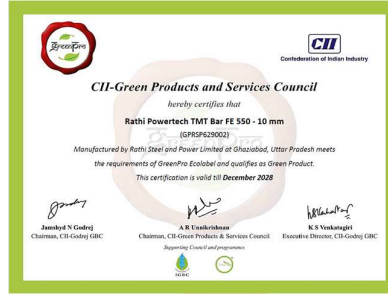 GreenPro
CII
Confederation of Indian Industry
CII-Green Products and Services Council
hereby certifies that
Rathi Powertech TMT Bar FE 550 - 10 mm
(GPRSP629002)
Manufactured by Rathi Steel and Power Limited at Ghaziabad, Uttar Pradesh meets
the requirements of GreenPro Ecolabel and qualifies as Green Product.
This certification is valid till December 2028
Jamshyd N Godrej
Chairman, CII-Godrej GBC
A R Unnikrishnan
Chairman, CII-Green Products & Services Council
K S Venkatagiri
Executive Director, CII-Godrej GBC
Supporting Council and programme
IGBC